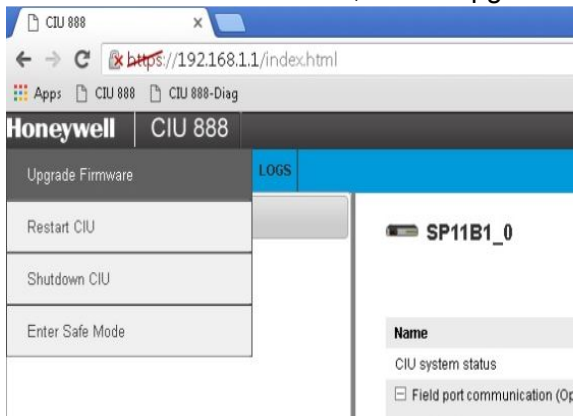 CIU 888
https://192.168.1.1/index.html
Apps CIU 888 CIU 888-Diag
Honeywell CIU 888
Upgrade Firmware
LOGS
Restart CIU
SP11B1_0
Shutdown CIU
Enter Safe Mode
Name
CIU system status
Field port communication (Op